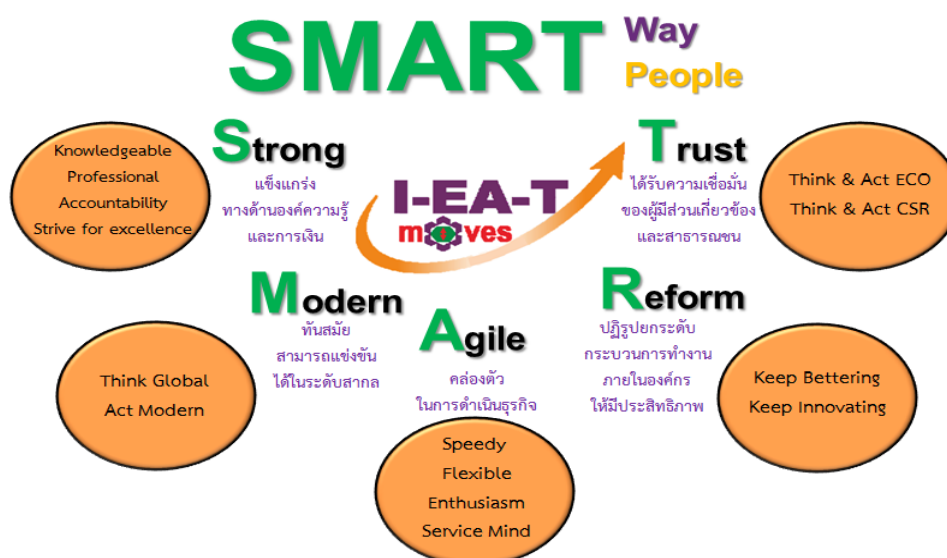 SMART Way
People
Strong
แข็งแกร่ง
ทางด้านองค์ความรู้
และการเงิน
Knowledgeable
Professional
Accountability
Strive for excellence
I-EA-T
moves
Trust
ได้รับความเชื่อมั่น
ของผู้มีส่วนเกี่ยวข้อง
และสาธารณชน
Think & Act ECO
Think & Act CSR
Modern
ทันสมัย
สามารถแข่งขัน
ได้ในระดับสากล
Think Global
Act Modern
Agile
คล่องตัว
ในการดำเนินธุรกิจ
Speedy
Flexible
Enthusiasm
Service Mind
Reform
ปฏิรูปยกระดับ
กระบวนการทำงาน
ภายในองค์กร
ให้มีประสิทธิภาพ
Keep Bettering
Keep Innovating